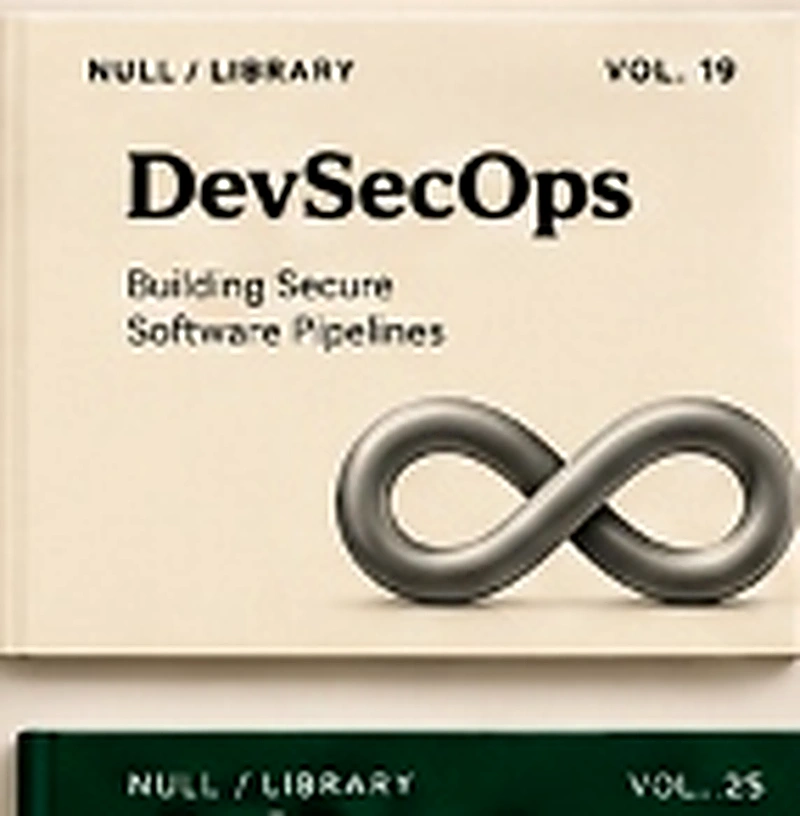 NULL / LIBRARY VOL. 19
DevSecOps
Building Secure
Software Pipelines
NULL / LIBRARY VOL. 25